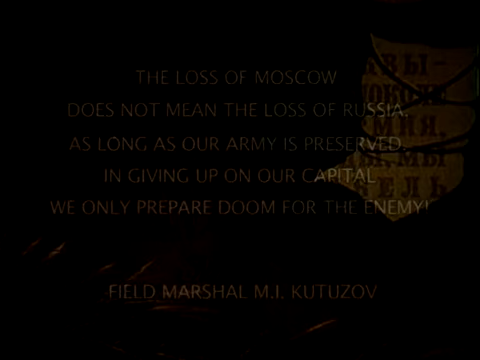 THE LOSS OF MOSCOW
DOES NOT MEAN THE LOSS OF RUSSIA.
AS LONG AS OUR ARMY IS PRESERVED.
IN GIVING UP ON OUR CAPITAL
WE ONLY PREPARE DOOM FOR THE ENEMY!
FIELD MARSHAL M.I. KUTUZOV